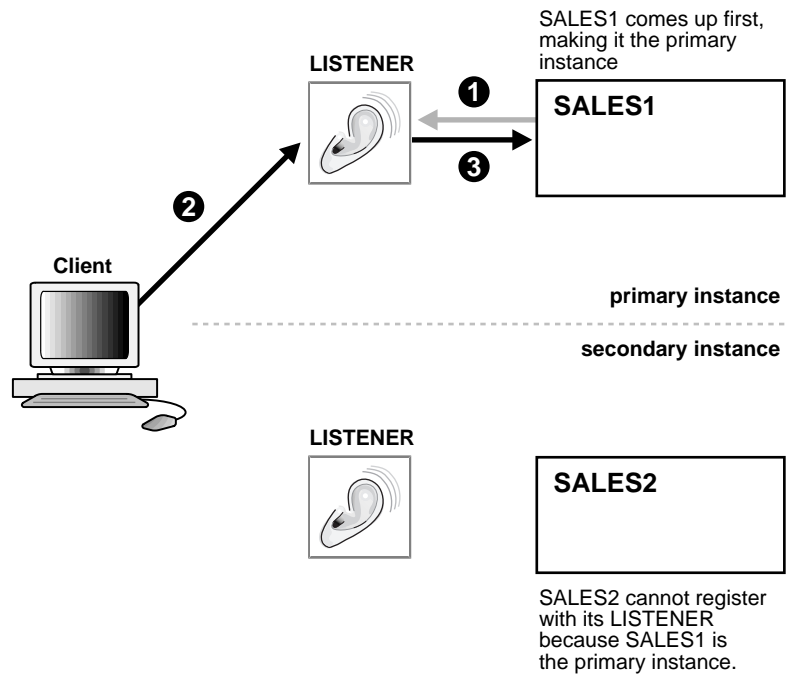 SALES1 comes up first,
making it the primary
instance
LISTENER
1
SALES1
3
2
Client
primary instance
secondary instance
LISTENER
SALES2
SALES2 cannot register
with its LISTENER
because SALES1 is
the primary instance.